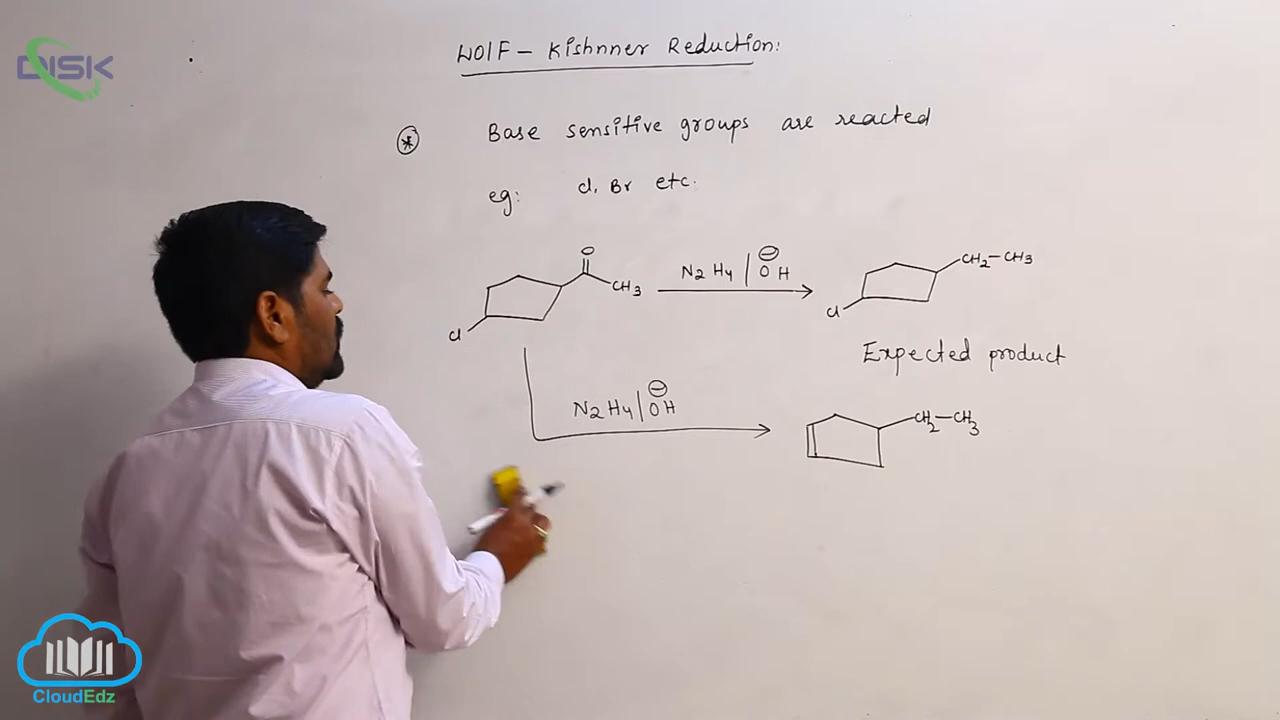 DISK
WOlF - Kishnner Reduction:
* Base sensitive groups are reacted
eg: Cl, Br etc.
O
CH3
Cl
N2H4 | ⊖OH
CH2-CH3
Cl
Expected product
N2H4 | ⊖OH
CH2-CH3
CloudEdz